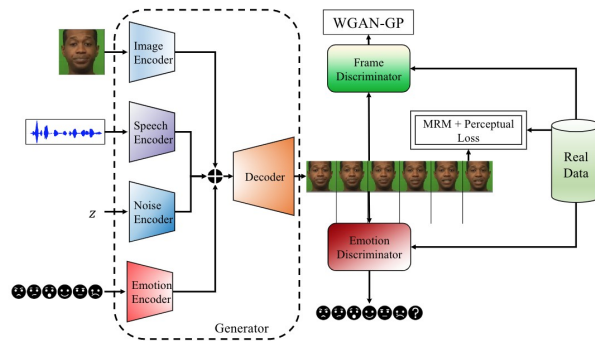 WGAN-GP
Image
Encoder
Frame
Discriminator
Speech
Encoder
MRM + Perceptual
Loss
Real
Data
Decoder
z
Noise
Encoder
Emotion
Discriminator
Emotion
Encoder
Generator
?